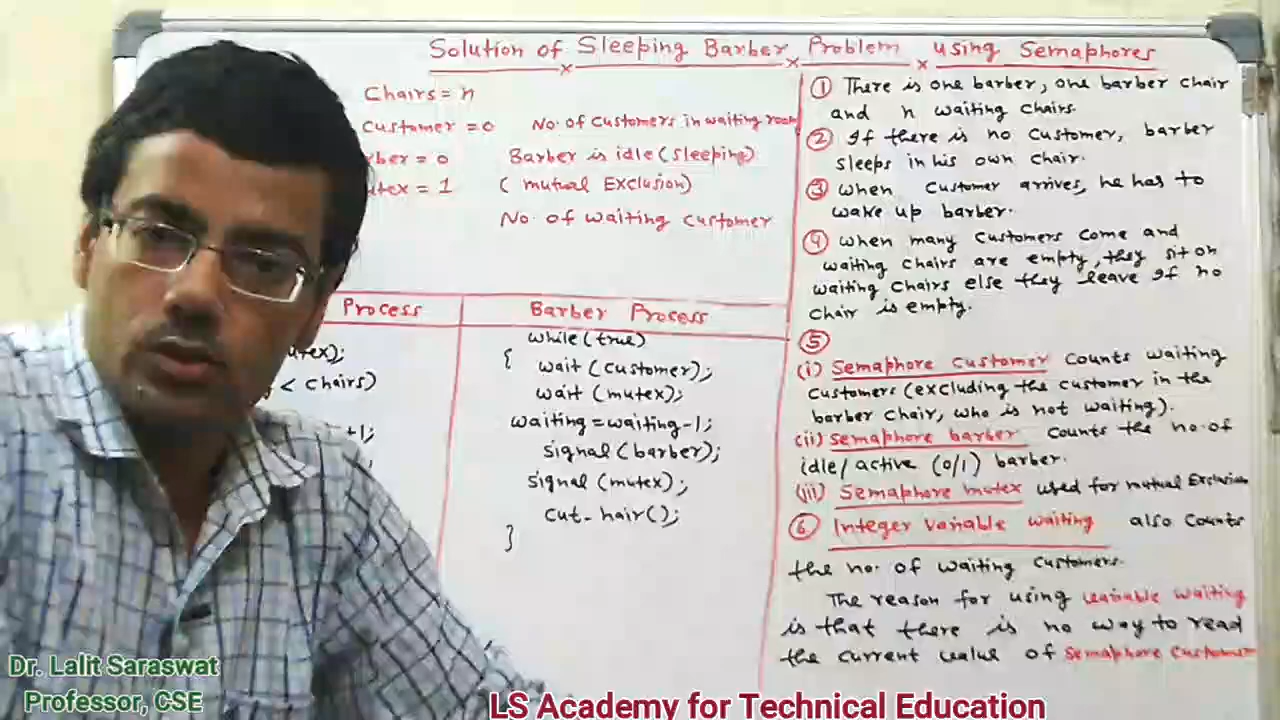 Solution of Sleeping Barber Problem using Semaphores
Chairs = n
Customer = 0 No. of Customers in waiting room
rber = 0 Barber is idle (sleeping)
utex = 1 ( mutual Exclusion)
No. of waiting customer
Process
utex);
< chairs)
+1;
Barber Process
while(true)
{ wait (customer);
wait (mutex);
waiting=waiting-1;
signal (barber);
signal (mutex);
cut_hair();
}
① There is one barber, one barber chair
and n waiting chairs.
② If there is no customer, barber
sleeps in his own chair.
③ when customer arrives, he has to
wake up barber.
④ when many customers come and
waiting chairs are empty, they sit on
waiting chairs else they leave if no
chair is empty.
⑤
(i) Semaphore customer counts waiting
customers (excluding the customer in the
barber chair, who is not waiting).
(ii) Semaphore barber counts the no. of
idle/active (0/1) barber.
(iii) Semaphore mutex used for mutual Exclusion
⑥ Integer variable waiting also counts
the no. of waiting customers.
The reason for using variable waiting
is that there is no way to read
the current value of Semaphore Customer
Dr. Lalit Saraswat
Professor, CSE
LS Academy for Technical Education